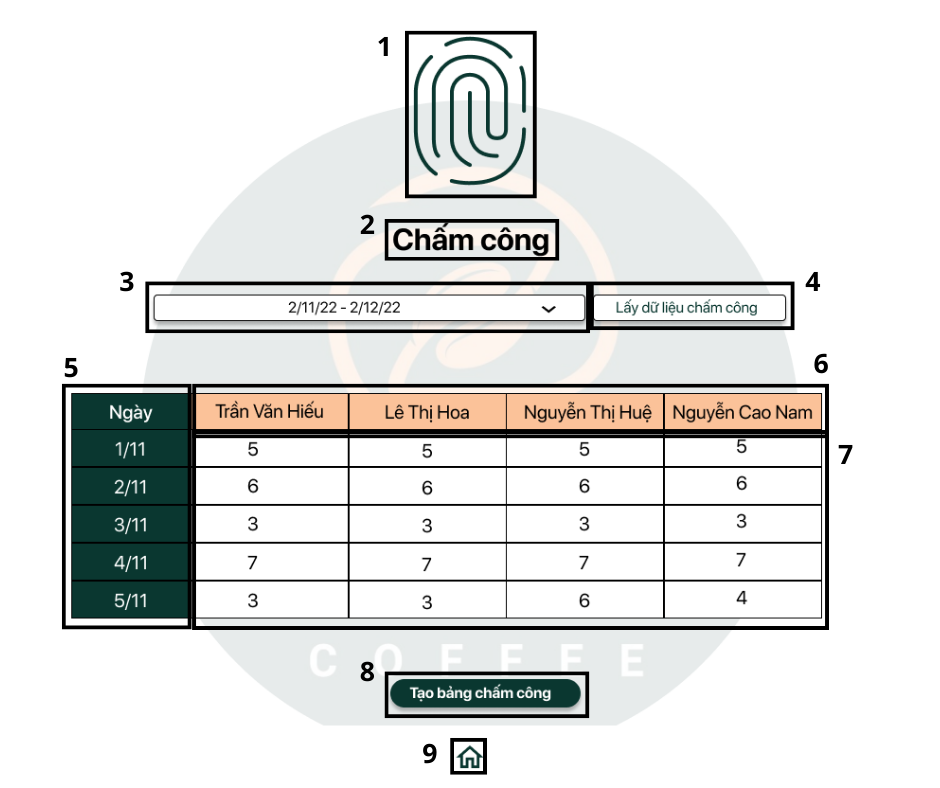 1
2
Chấm công
3
4
2/11/22 - 2/12/22
Lấy dữ liệu chấm công
5
6
Ngày Trần Văn Hiếu Lê Thị Hoa Nguyễn Thị Huệ Nguyễn Cao Nam
7
1/11 5 5 5 5
2/11 6 6 6 6
3/11 3 3 3 3
4/11 7 7 7 7
5/11 3 3 6 4
COFFEE
8
Tạo bảng chấm công
9